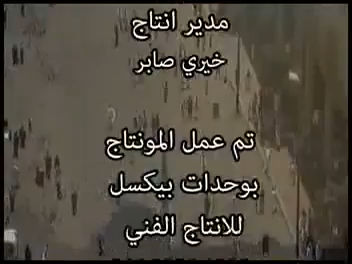 مدير انتاج
خيري صابر
تم عمل المونتاج
بوحدات بيكسل
للانتاج الفني